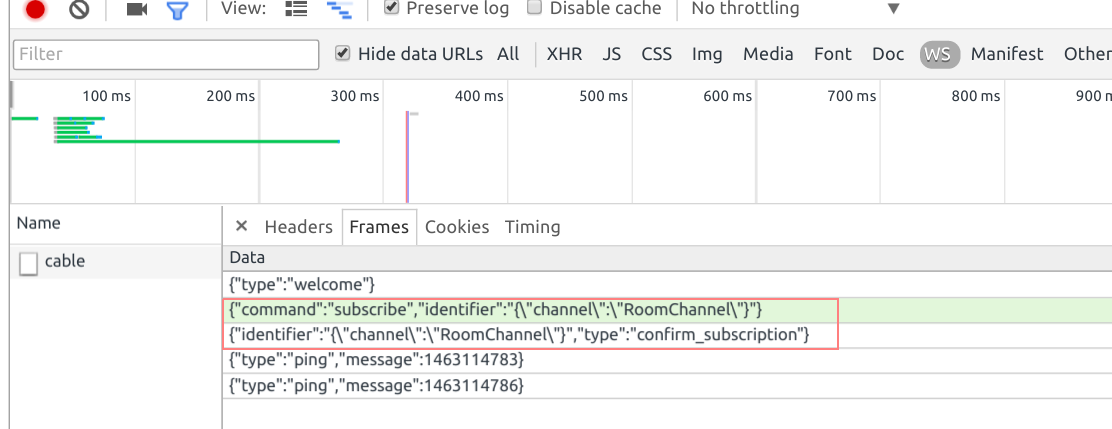 View: Preserve log Disable cache No throttling ▼
Filter Hide data URLs All XHR JS CSS Img Media Font Doc WS Manifest Other
100 ms 200 ms 300 ms 400 ms 500 ms 600 ms 700 ms 800 ms 900 m
Name × Headers Frames Cookies Timing
cable
Data
{"type":"welcome"}
{"command":"subscribe","identifier":"{\"channel\":\"RoomChannel\"}"}
{"identifier":"{\"channel\":\"RoomChannel\"}","type":"confirm_subscription"}
{"type":"ping","message":1463114783}
{"type":"ping","message":1463114786}